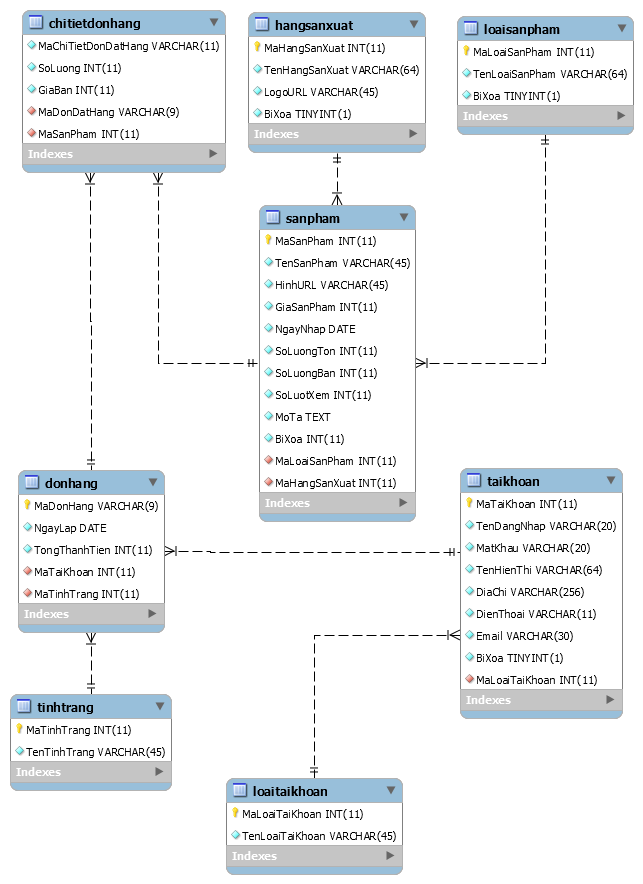 chitietdonhang
MaChiTietDonDatHang VARCHAR(11)
SoLuong INT(11)
GiaBan INT(11)
MaDonDatHang VARCHAR(9)
MaSanPham INT(11)
Indexes
hangsanxuat
MaHangSanXuat INT(11)
TenHangSanXuat VARCHAR(64)
LogoURL VARCHAR(45)
BiXoa TINYINT(1)
Indexes
loaisanpham
MaLoaiSanPham INT(11)
TenLoaiSanPham VARCHAR(64)
BiXoa TINYINT(1)
Indexes
sanpham
MaSanPham INT(11)
TenSanPham VARCHAR(45)
HinhURL VARCHAR(45)
GiaSanPham INT(11)
NgayNhap DATE
SoLuongTon INT(11)
SoLuongBan INT(11)
SoLuotXem INT(11)
MoTa TEXT
BiXoa INT(11)
MaLoaiSanPham INT(11)
MaHangSanXuat INT(11)
Indexes
donhang
MaDonHang VARCHAR(9)
NgayLap DATE
TongThanhTien INT(11)
MaTaiKhoan INT(11)
MaTinhTrang INT(11)
Indexes
taikhoan
MaTaiKhoan INT(11)
TenDangNhap VARCHAR(20)
MatKhau VARCHAR(20)
TenHienThi VARCHAR(64)
DiaChi VARCHAR(256)
DienThoai VARCHAR(11)
Email VARCHAR(30)
BiXoa TINYINT(1)
MaLoaiTaiKhoan INT(11)
Indexes
tinhtrang
MaTinhTrang INT(11)
TenTinhTrang VARCHAR(45)
Indexes
loaitaikhoan
MaLoaiTaiKhoan INT(11)
TenLoaiTaiKhoan VARCHAR(45)
Indexes